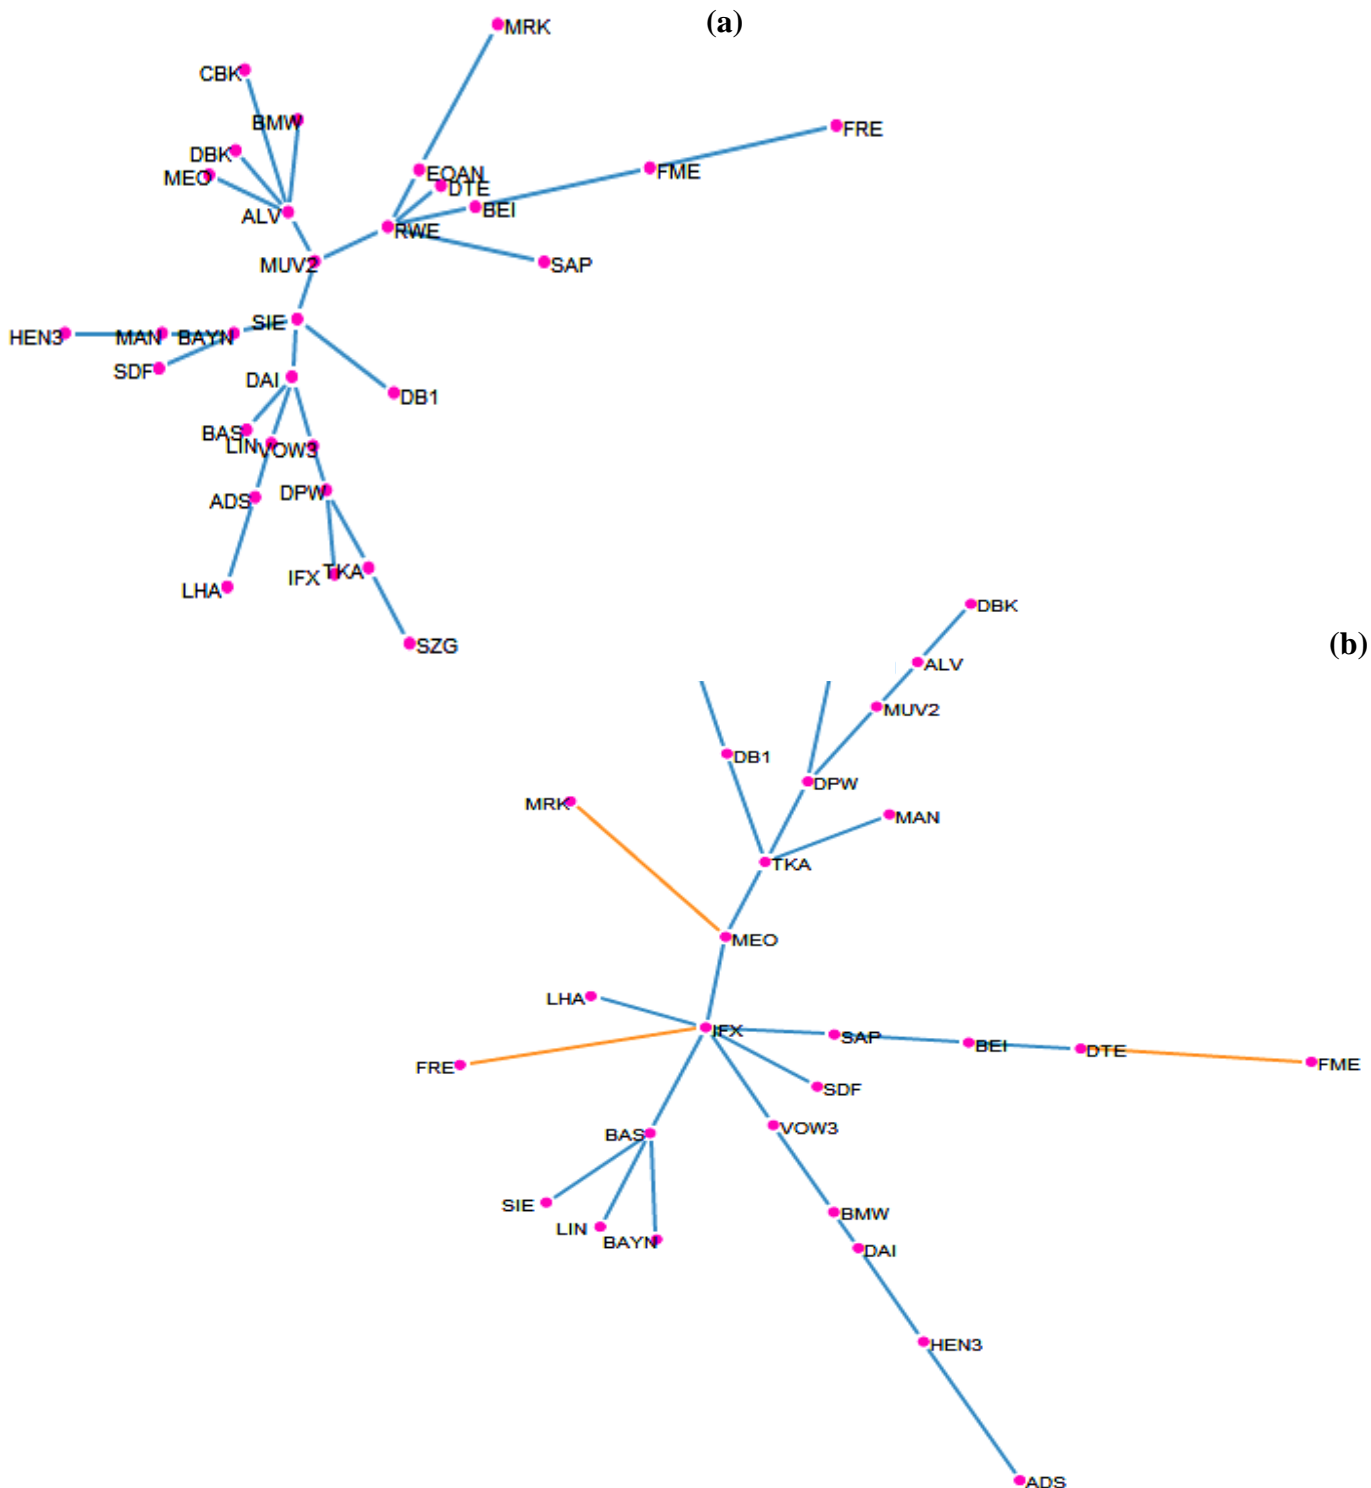 (a)
MRK
CBK
BMW
FRE
DBK
MEO
EOAN
FME
DTE
ALV
BEI
RWE
MUV2
SAP
SIE
HEN3
MAN
BAYN
SDF
DAI
DB1
BAS
LIN
VOW3
ADS
DPW
LHA
IFX
TKA
SZG
(b)
DBK
ALV
MUV2
DB1
DPW
MRK
MAN
TKA
MEO
LHA
IFX
SAP
BEI
DTE
FME
FRE
SDF
BAS
VOW3
SIE
BMW
LIN
BAYN
DAI
HEN3
ADS